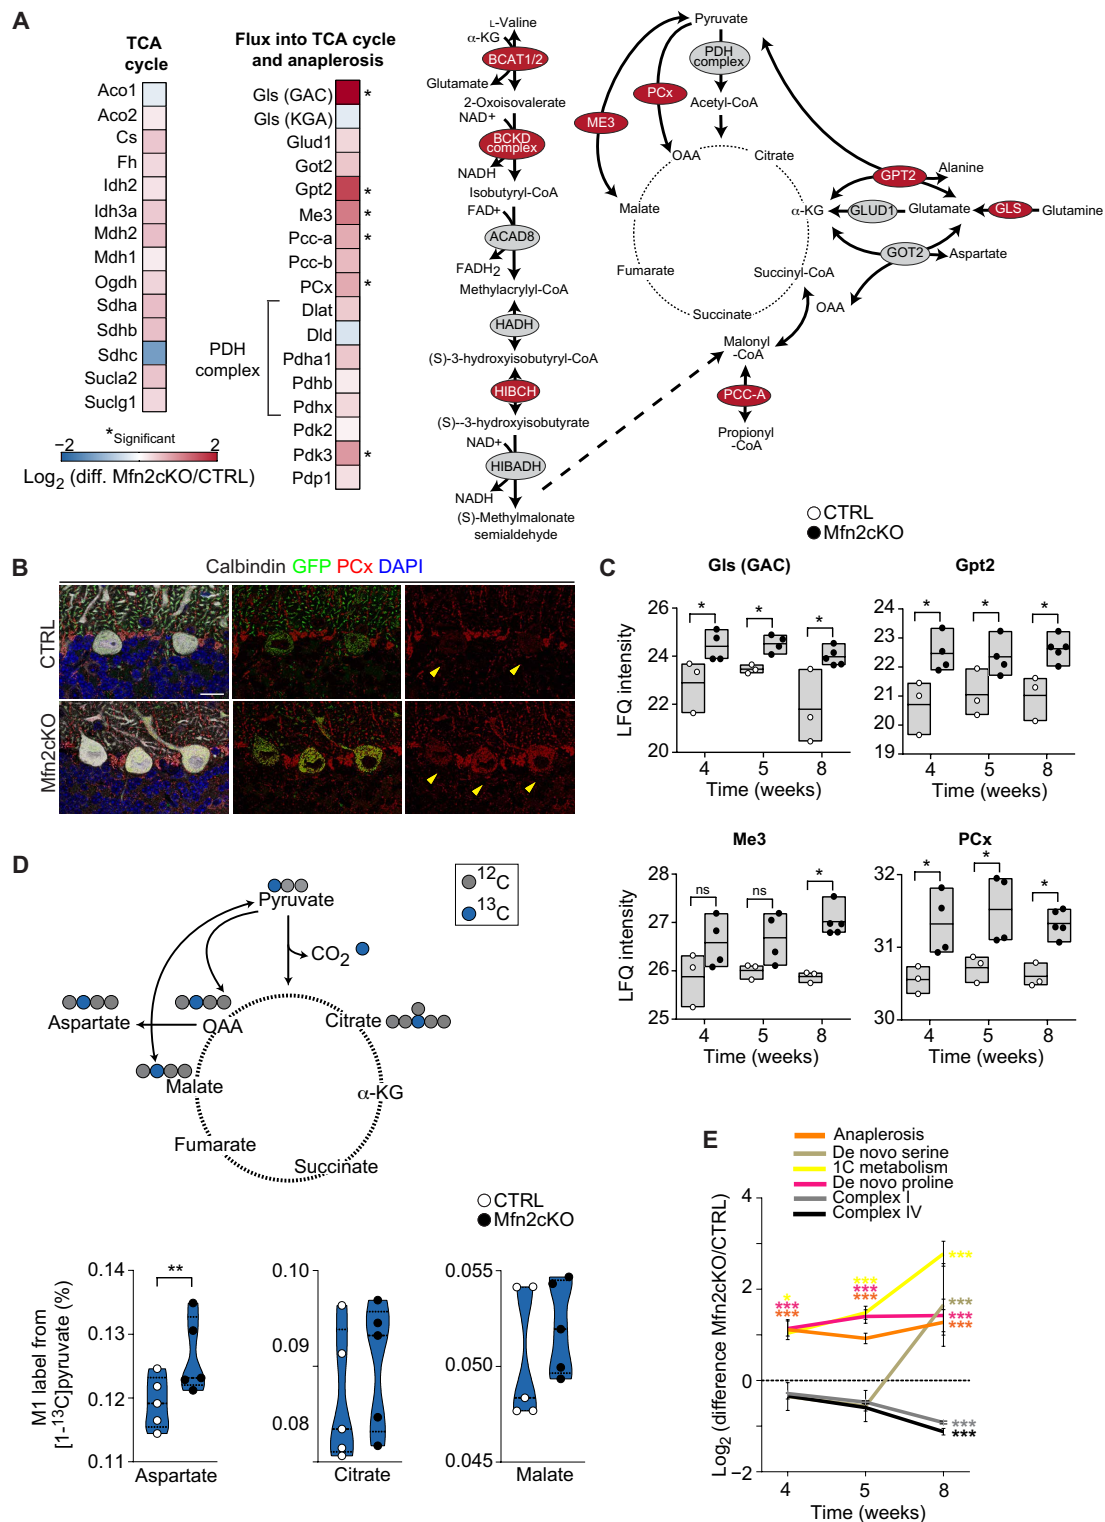 A
TCA
cycle
Aco1
Aco2
Cs
Fh
Idh2
Idh3a
Mdh2
Mdh1
Ogdh
Sdha
Sdhb
Sdhc
Sucla2
Suclg1
*Significant
−2
2
Log2 (diff. Mfn2cKO/CTRL)
Flux into TCA cycle
and anaplerosis
Gls (GAC) *
Gls (KGA)
Glud1
Got2
Gpt2 *
Me3 *
Pcc-a *
Pcc-b
PCx *
Dlat
Dld
Pdha1
Pdhb
Pdhx
Pdk2
Pdk3 *
Pdp1
PDH
complex
L-Valine
α-KG
BCAT1/2
Glutamate
2-Oxoisovalerate
NAD+
BCKD
complex
NADH
Isobutyryl-CoA
FAD+
ACAD8
FADH2
Methylacrylyl-CoA
HADH
(S)-3-hydroxyisobutyryl-CoA
HIBCH
(S)--3-hydroxyisobutyrate
NAD+
HIBADH
NADH
(S)-Methylmalonate
semialdehyde
Pyruvate
PDH
complex
PCx
ME3
Acetyl-CoA
OAA
Citrate
Malate
α-KG
Fumarate
Succinyl-CoA
Succinate
GPT2
Alanine
GLUD1
Glutamate
GLS
Glutamine
GOT2
Aspartate
OAA
Malonyl
-CoA
PCC-A
Propionyl
-CoA
B
Calbindin GFP PCx DAPI
CTRL
Mfn2cKO
C
CTRL
Mfn2cKO
Gls (GAC)
LFQ intensity
26
24
22
20
* * *
4 5 8
Time (weeks)
Gpt2
24
22
21
19
* * *
4 5 8
Time (weeks)
Me3
LFQ intensity
28
27
26
25
ns ns *
4 5 8
Time (weeks)
PCx
32
31
30
* * *
4 5 8
Time (weeks)
D
12C
13C
Pyruvate
CO2
Aspartate
QAA
Citrate
Malate
α-KG
Fumarate
Succinate
CTRL
Mfn2cKO
M1 label from
[1-13C]pyruvate (%)
0.14
0.13
0.12
0.11
**
Aspartate
0.10
0.09
0.08
Citrate
0.055
0.050
0.045
Malate
E
Anaplerosis
De novo serine
1C metabolism
De novo proline
Complex I
Complex IV
Log2 (difference Mfn2cKO/CTRL)
4
2
0
−2
*
***
***
***
***
***
***
***
***
***
***
***
4 5 8
Time (weeks)